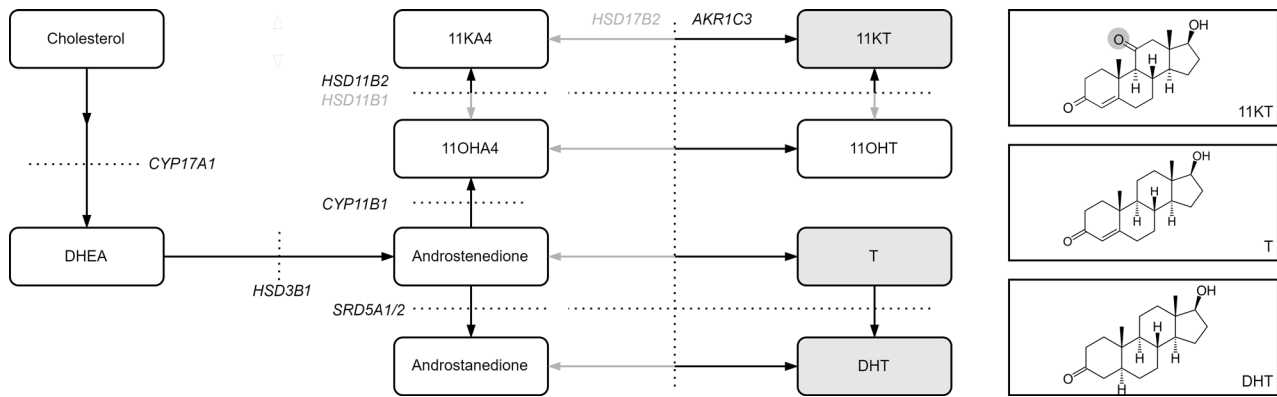 Cholesterol
CYP17A1
DHEA
HSD3B1
11KA4
HSD17B2 AKR1C3
11KT
HSD11B2
HSD11B1
11OHA4
11OHT
CYP11B1
Androstenedione
T
SRD5A1/2
Androstanedione
DHT
O
OH
H
H
H
O
11KT
OH
H
H
H
O
T
OH
H
H
H
O
H
DHT